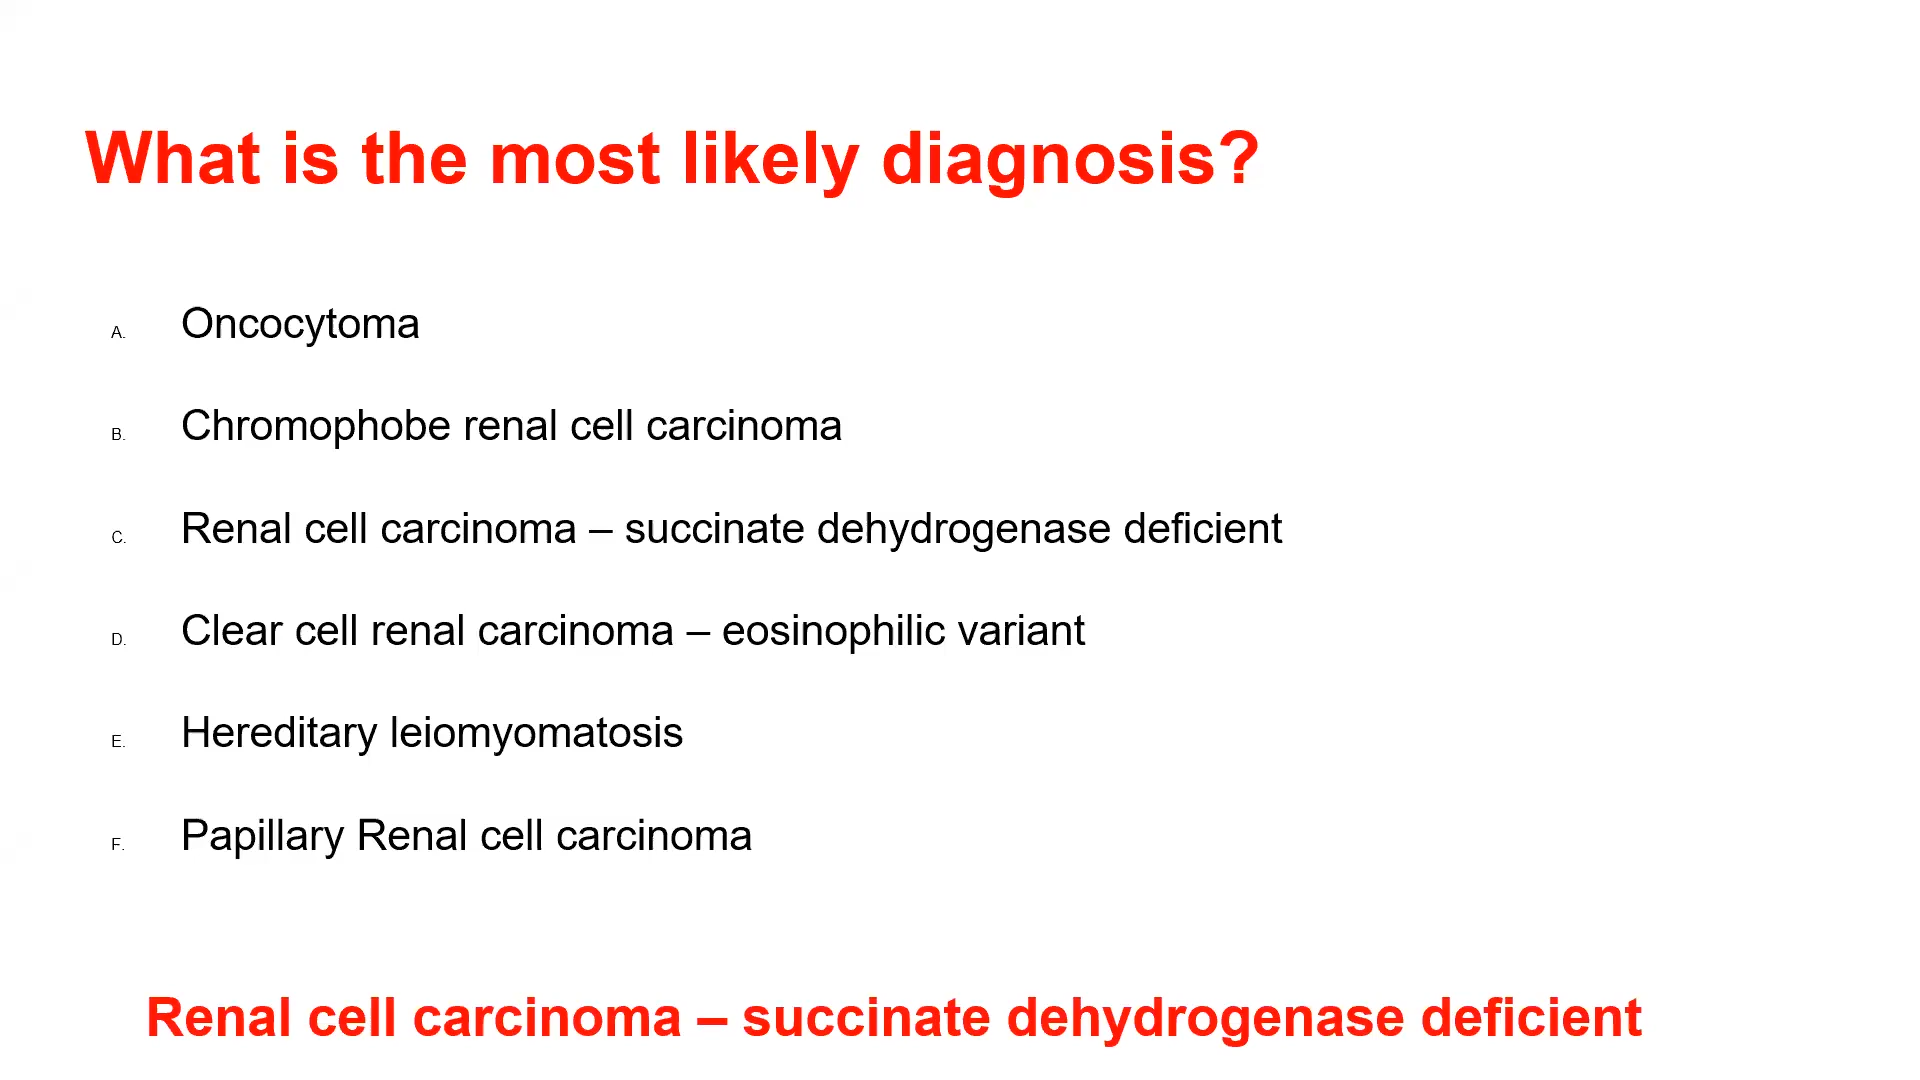 What is the most likely diagnosis?
A. Oncocytoma
B. Chromophobe renal cell carcinoma
C. Renal cell carcinoma – succinate dehydrogenase deficient
D. Clear cell renal carcinoma – eosinophilic variant
E. Hereditary leiomyomatosis
F. Papillary Renal cell carcinoma
Renal cell carcinoma – succinate dehydrogenase deficient